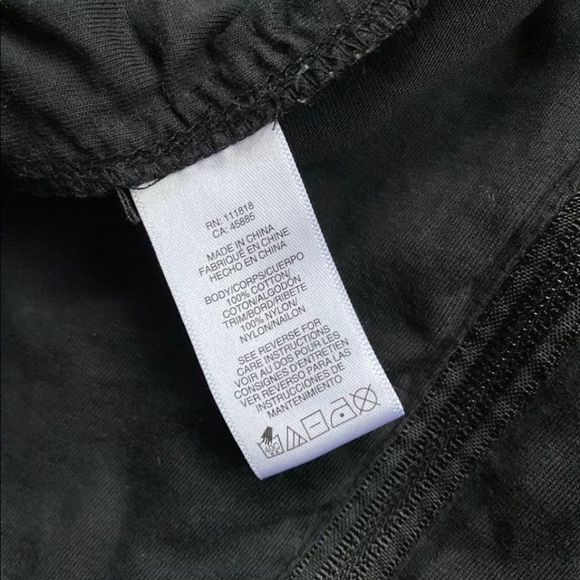 RN: 111818
CA: 45885
MADE IN CHINA
FABRIQUÉ EN CHINE
HECHO EN CHINA
BODY/CORPS/CUERPO
100% COTTON/
COTON/ALGODÓN
TRIM/BORD/RIBETE
100% NYLON/
NYLON/NAILON
SEE REVERSE FOR
CARE INSTRUCTIONS
VOIR AU DOS POUR LES
CONSIGNES D'ENTRETIEN
VER REVERSO PARA LAS
INSTRUCCIONES DE
MANTENIMIENTO